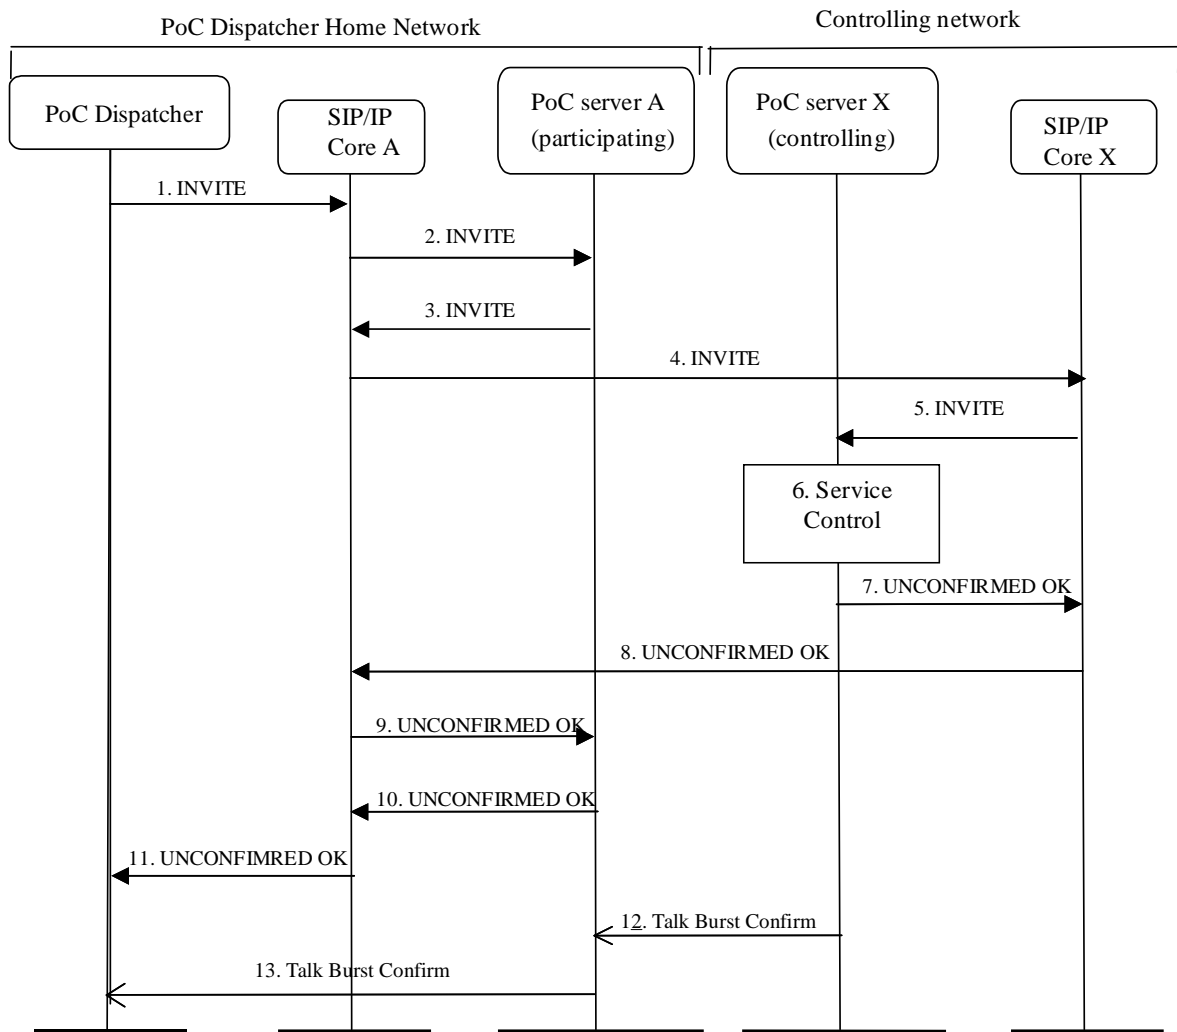 PoC Dispatcher Home Network
Controlling network
PoC Dispatcher
SIP/IP
Core A
PoC server A
(participating)
PoC server X
(controlling)
SIP/IP
Core X
1. INVITE
2. INVITE
3. INVITE
4. INVITE
5. INVITE
6. Service
Control
7. UNCONFIRMED OK
8. UNCONFIRMED OK
9. UNCONFIRMED OK
10. UNCONFIRMED OK
11. UNCONFIMRED OK
12. Talk Burst Confirm
13. Talk Burst Confirm